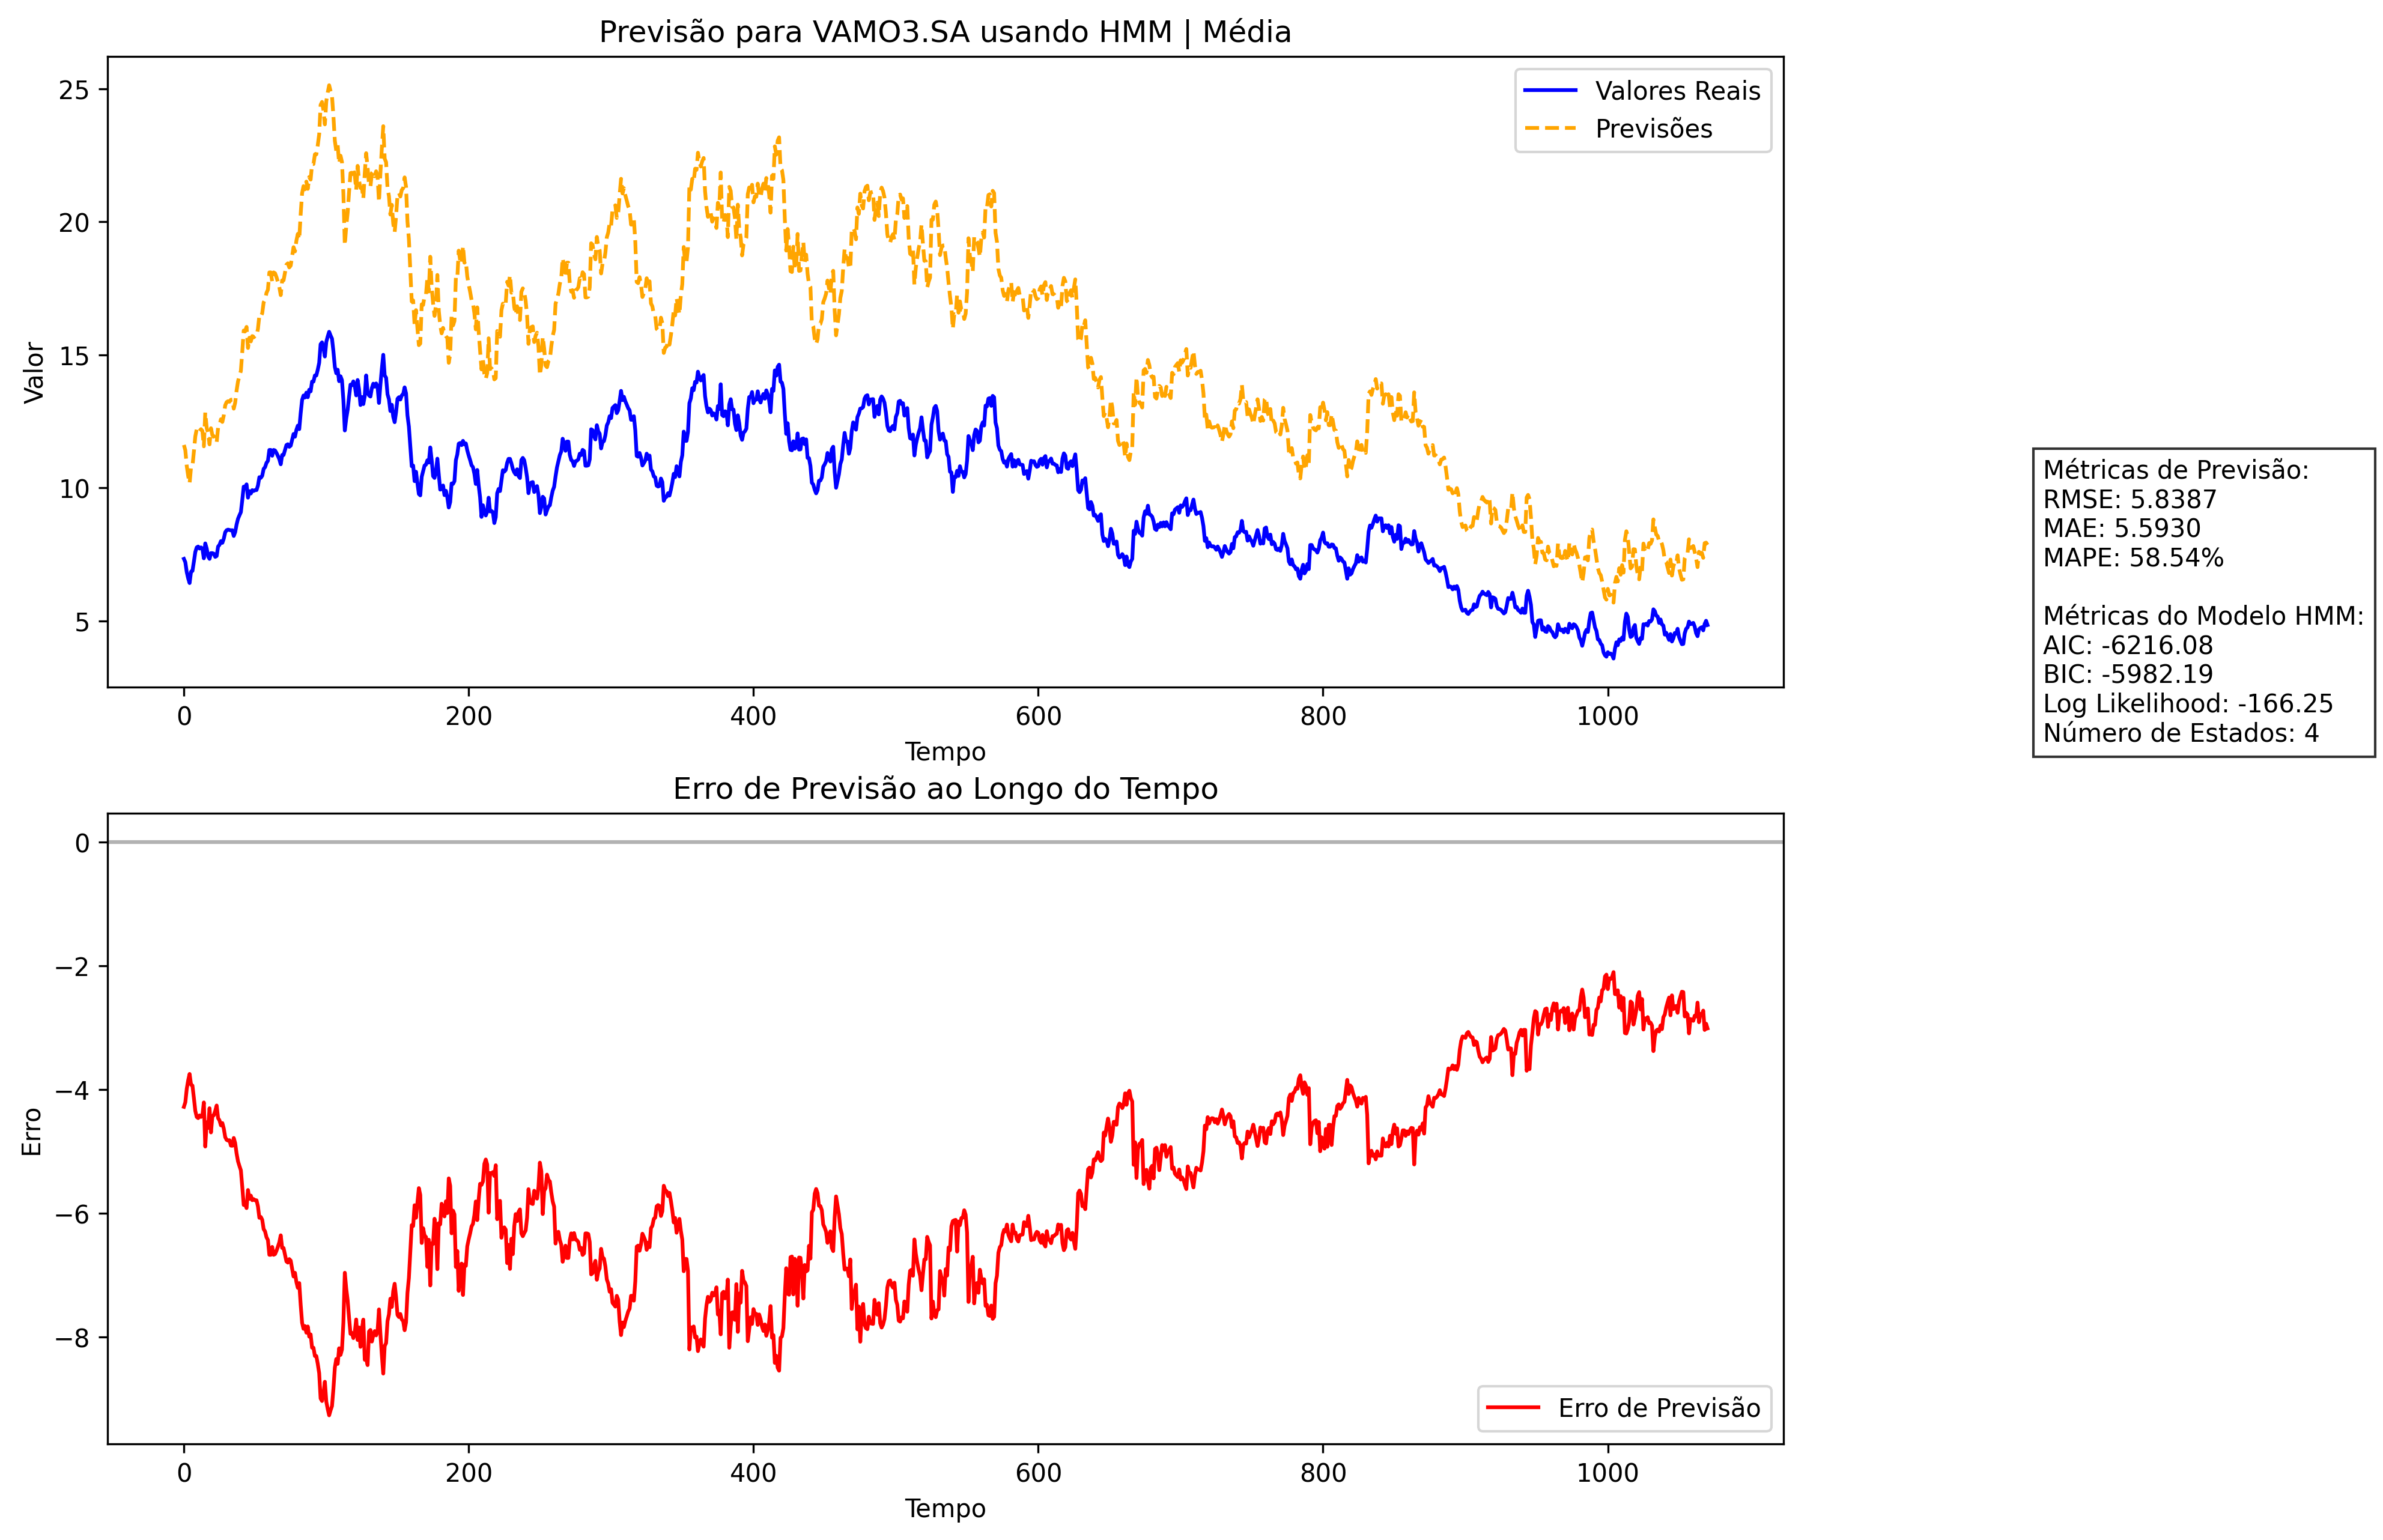 Previsão para VAMO3.SA usando HMM | Média
Valores Reais
Previsões
25
20
15
10
5
Valor
0 200 400 600 800 1000
Tempo
Métricas de Previsão:
RMSE: 5.8387
MAE: 5.5930
MAPE: 58.54%
Métricas do Modelo HMM:
AIC: -6216.08
BIC: -5982.19
Log Likelihood: -166.25
Número de Estados: 4
Erro de Previsão ao Longo do Tempo
0
−2
−4
−6
−8
Erro
Erro de Previsão
0 200 400 600 800 1000
Tempo